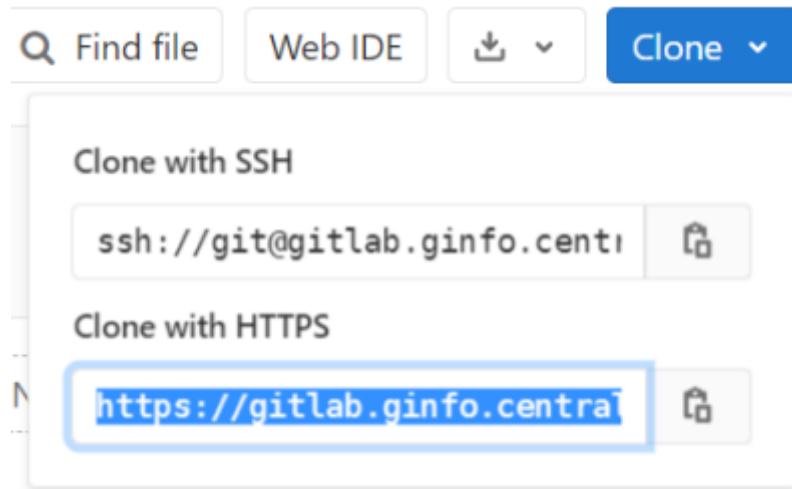 Find file Web IDE Clone
Clone with SSH
ssh://git@gitlab.ginfo.centr
Clone with HTTPS
https://gitlab.ginfo.central